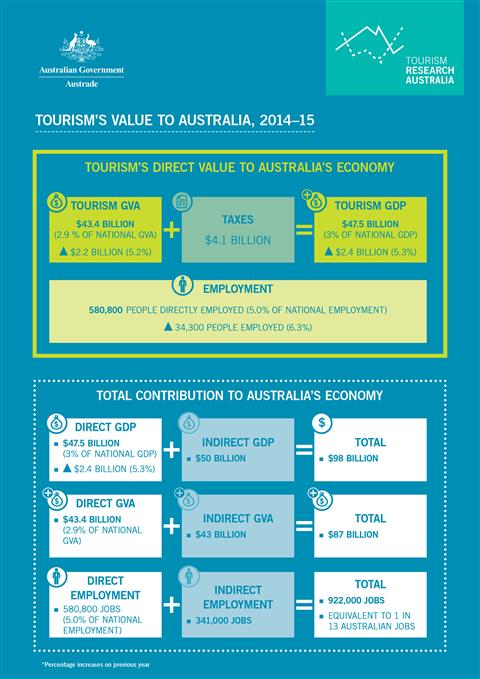 Australian Government
Austrade
TOURISM
RESEARCH
AUSTRALIA
TOURISM'S VALUE TO AUSTRALIA, 2014–15
TOURISM'S DIRECT VALUE TO AUSTRALIA'S ECONOMY
TOURISM GVA
$43.4 BILLION
(2.9 % OF NATIONAL GVA)
▲ $2.2 BILLION (5.2%)
+
TAXES
$4.1 BILLION
=
TOURISM GDP
$47.5 BILLION
(3% OF NATIONAL GDP)
▲ $2.4 BILLION (5.3%)
EMPLOYMENT
580,800 PEOPLE DIRECTLY EMPLOYED (5.0% OF NATIONAL EMPLOYMENT)
▲ 34,300 PEOPLE EMPLOYED (6.3%)
TOTAL CONTRIBUTION TO AUSTRALIA'S ECONOMY
DIRECT GDP
▪ $47.5 BILLION
(3% OF NATIONAL GDP)
▪ ▲ $2.4 BILLION (5.3%)
+
INDIRECT GDP
▪ $50 BILLION
=
TOTAL
▪ $98 BILLION
DIRECT GVA
▪ $43.4 BILLION
(2.9% OF NATIONAL
GVA)
+
INDIRECT GVA
▪ $43 BILLION
=
TOTAL
▪ $87 BILLION
DIRECT
EMPLOYMENT
▪ 580,800 JOBS
(5.0% OF NATIONAL
EMPLOYMENT)
+
INDIRECT
EMPLOYMENT
▪ 341,000 JOBS
=
TOTAL
▪ 922,000 JOBS
▪ EQUIVALENT TO 1 IN
13 AUSTRALIAN JOBS
*Percentage increases on previous year